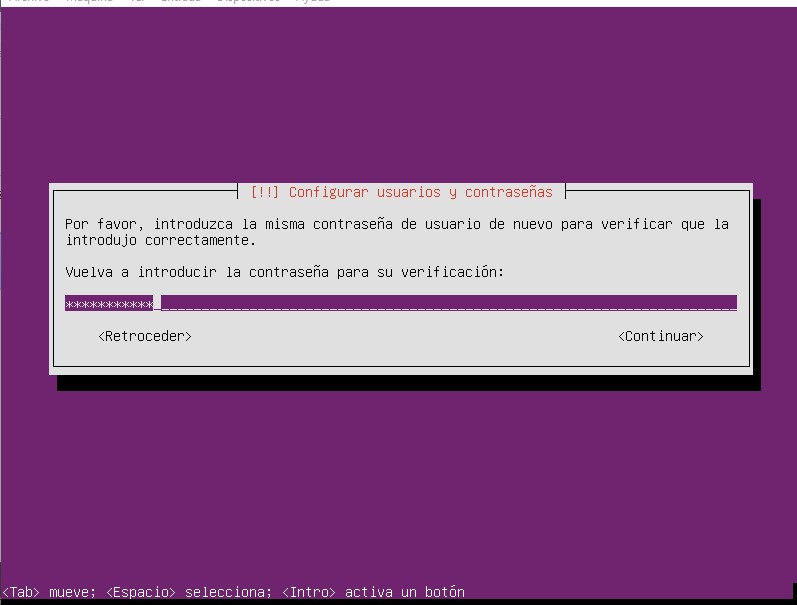 [!!] Configurar usuarios y contraseñas
Por favor, introduzca la misma contraseña de usuario de nuevo para verificar que la
introdujo correctamente.
Vuelva a introducir la contraseña para su verificación:
***********
<Retroceder> <Continuar>
<Tab> mueve; <Espacio> selecciona; <Intro> activa un botón